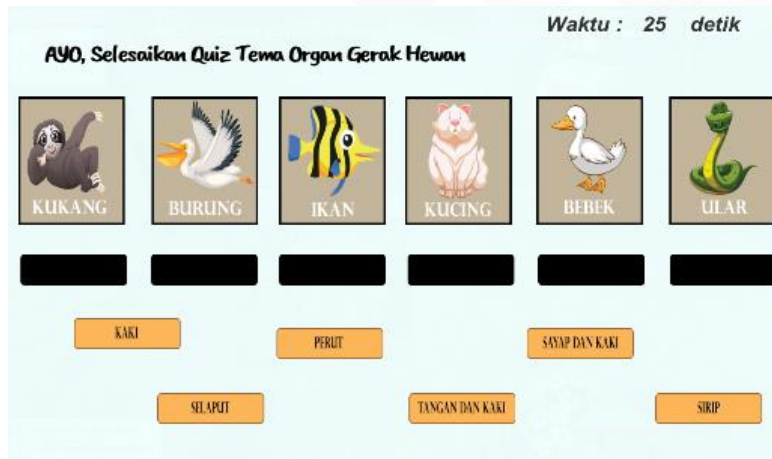 Waktu : 25 detik
AYO, Selesaikan Quiz Tema Organ Gerak Hewan
KUKANG BURUNG IKAN KUCING BEBEK ULAR
KAKI PERUT SAYAP DAN KAKI
SELAPUT TANGAN DAN KAKI SIRIP